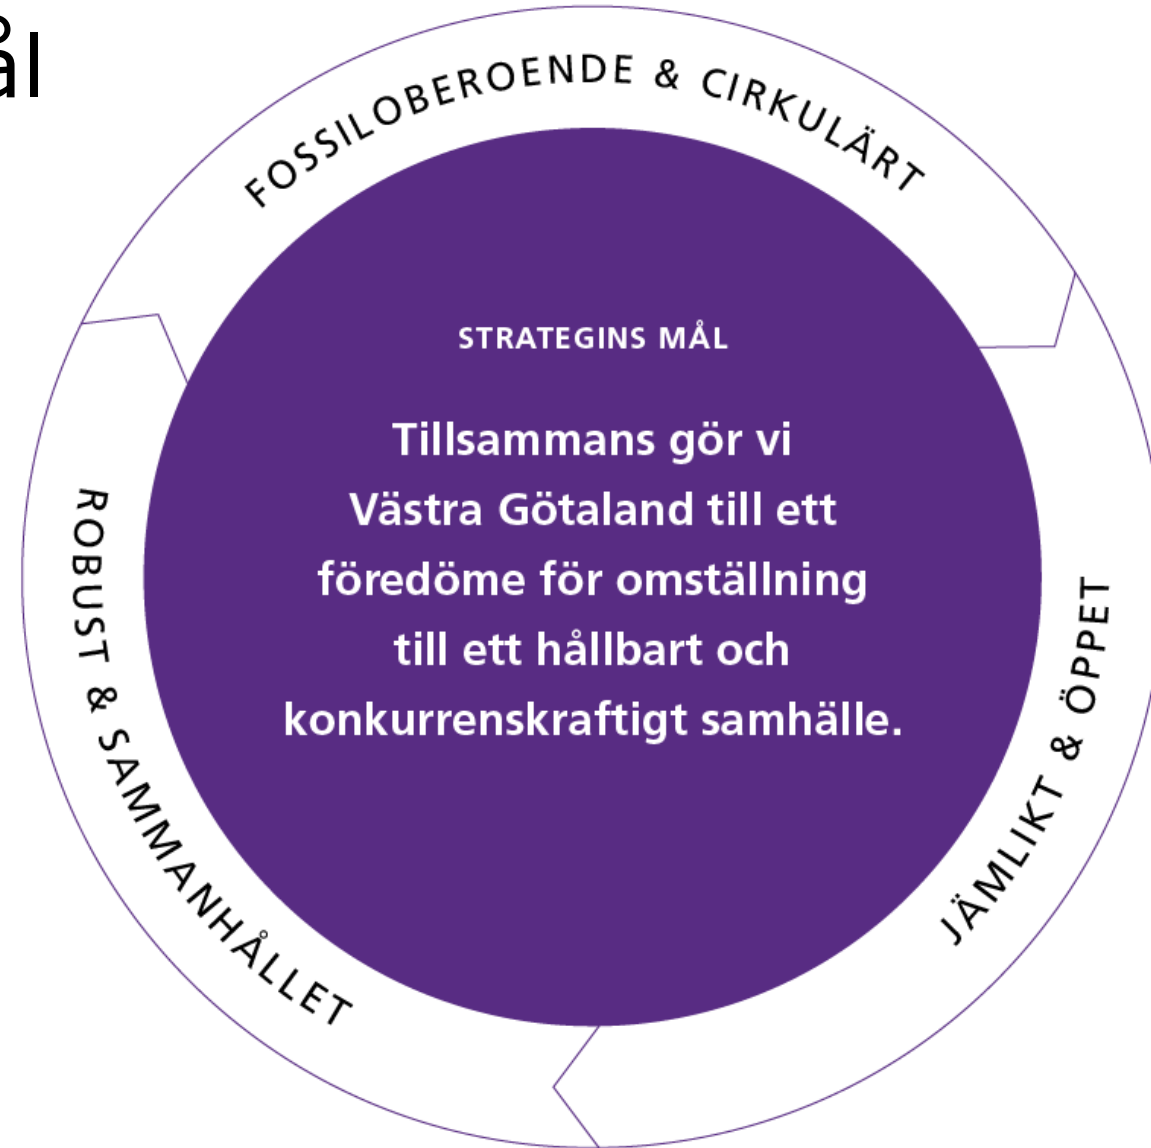 ål
FOSSILOBEROENDE & CIRKULÄRT
STRATEGINS MÅL
Tillsammans gör vi
Västra Götaland till ett
föredöme för omställning
till ett hållbart och
konkurrenskraftigt samhälle.
ROBUST & SAMMANHÅLLET
JÄMLIKT & ÖPPET